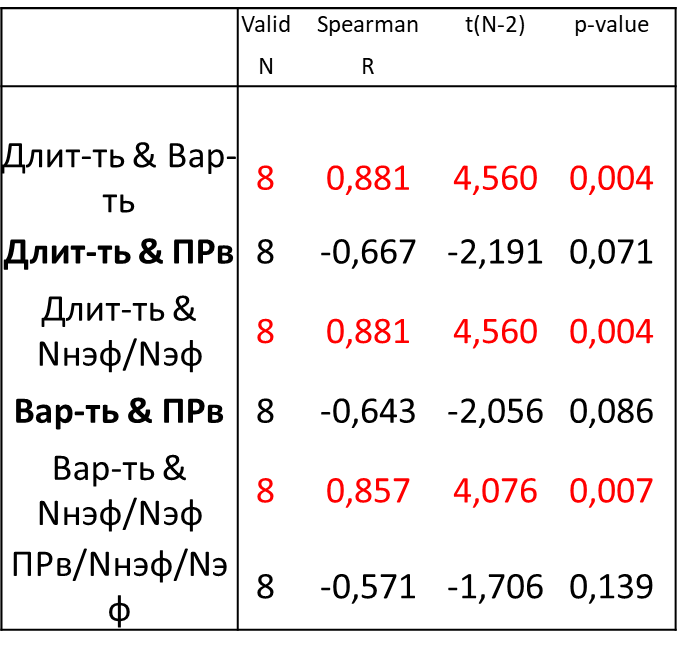 Valid Spearman t(N-2) p-value
N R
Длит-ть & Вар-
ть 8 0,881 4,560 0,004
Длит-ть & ПРв 8 -0,667 -2,191 0,071
Длит-ть &
Nнэф/Nэф 8 0,881 4,560 0,004
Вар-ть & ПРв 8 -0,643 -2,056 0,086
Вар-ть &
Nнэф/Nэф 8 0,857 4,076 0,007
ПРв/Nнэф/Nэ
ф 8 -0,571 -1,706 0,139